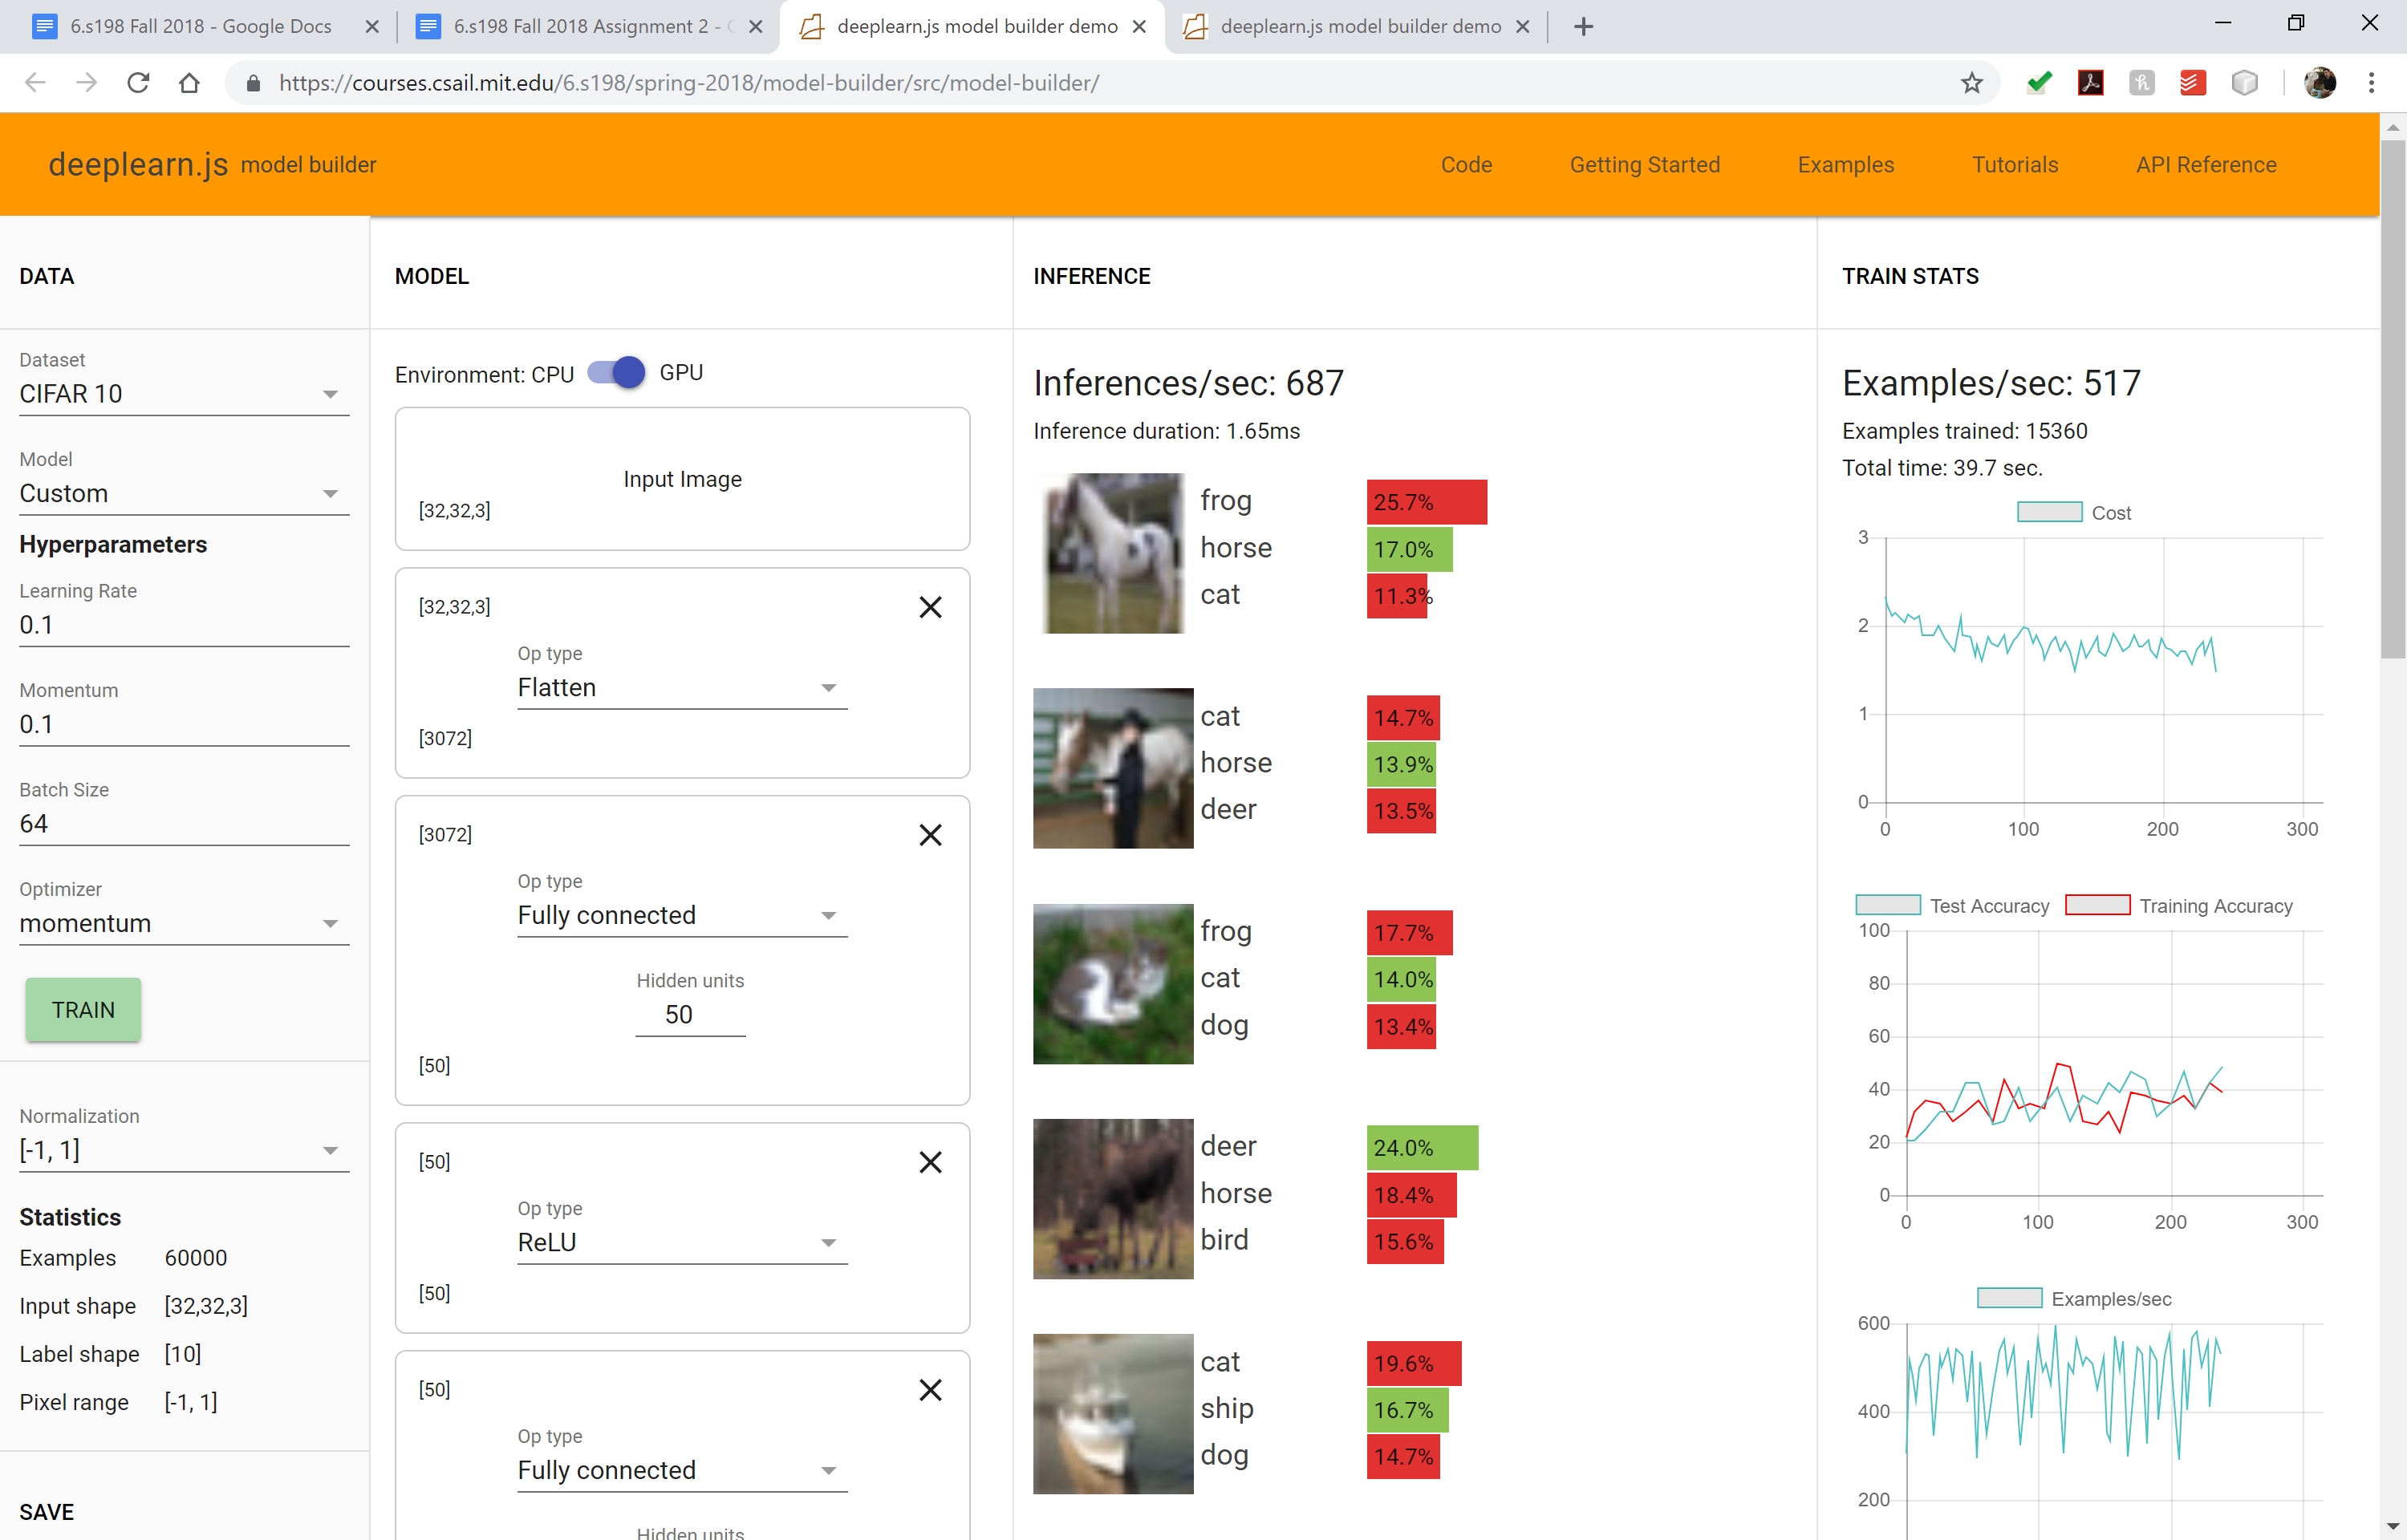 6.s198 Fall 2018 - Google Docs
6.s198 Fall 2018 Assignment 2 -
deeplearn.js model builder demo
deeplearn.js model builder demo
https://courses.csail.mit.edu/6.s198/spring-2018/model-builder/src/model-builder/
deeplearn.js model builder
Code
Getting Started
Examples
Tutorials
API Reference
DATA
Dataset
CIFAR 10
Model
Custom
Hyperparameters
Learning Rate
0.1
Momentum
0.1
Batch Size
64
Optimizer
momentum
TRAIN
Normalization
[-1, 1]
Statistics
Examples 60000
Input shape [32,32,3]
Label shape [10]
Pixel range [-1, 1]
SAVE
MODEL
Environment: CPU GPU
Input Image
[32,32,3]
[32,32,3]
Op type
Flatten
[3072]
[3072]
Op type
Fully connected
Hidden units
50
[50]
[50]
Op type
ReLU
[50]
[50]
Op type
Fully connected
Hidden units
INFERENCE
Inferences/sec: 687
Inference duration: 1.65ms
frog 25.7%
horse 17.0%
cat 11.3%
cat 14.7%
horse 13.9%
deer 13.5%
frog 17.7%
cat 14.0%
dog 13.4%
deer 24.0%
horse 18.4%
bird 15.6%
cat 19.6%
ship 16.7%
dog 14.7%
TRAIN STATS
Examples/sec: 517
Examples trained: 15360
Total time: 39.7 sec.
Cost
3
2
1
0
0 100 200 300
Test Accuracy Training Accuracy
100
80
60
40
20
0
0 100 200 300
Examples/sec
600
400
200